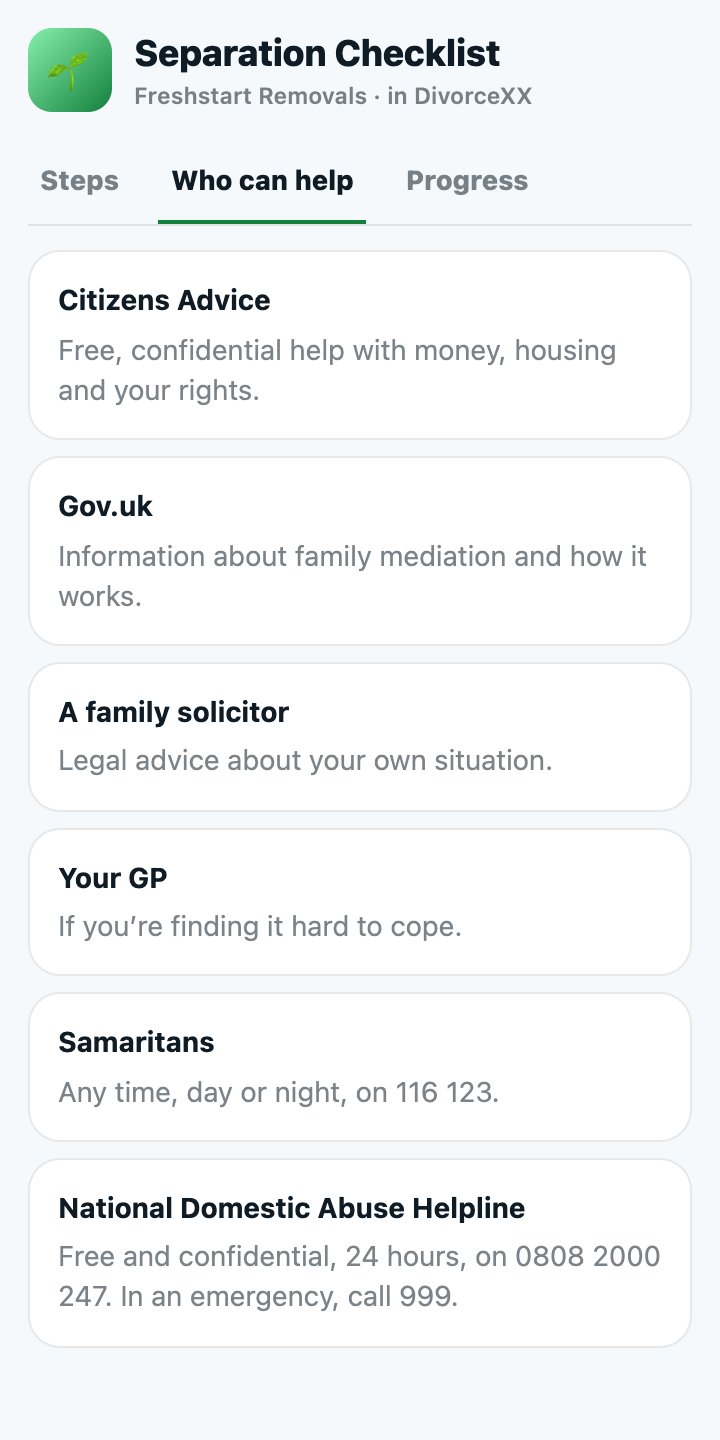 Separation Checklist
Freshstart Removals · in DivorceXX
Steps
Who can help
Progress
Citizens Advice
Free, confidential help with money, housing
and your rights.
Gov.uk
Information about family mediation and how it
works.
A family solicitor
Legal advice about your own situation.
Your GP
If you’re finding it hard to cope.
Samaritans
Any time, day or night, on 116 123.
National Domestic Abuse Helpline
Free and confidential, 24 hours, on 0808 2000
247. In an emergency, call 999.